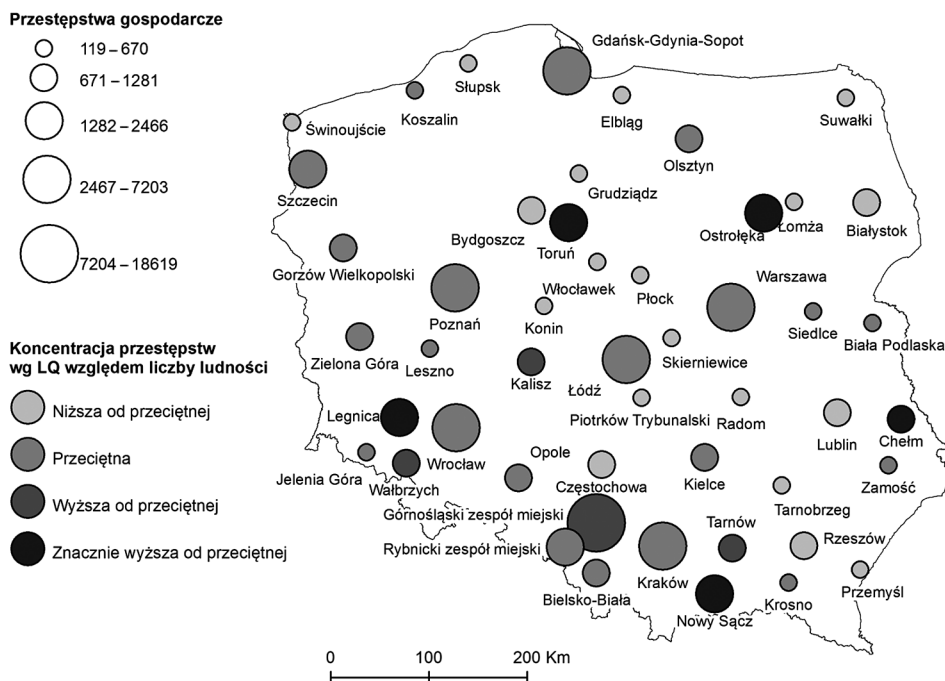 Przestępstwa gospodarcze
119 – 670
671 – 1281
1282 – 2466
2467 – 7203
7204 – 18619
Koncentracja przestępstw
wg LQ względem liczby ludności
Niższa od przeciętnej
Przeciętna
Wyższa od przeciętnej
Znacznie wyższa od przeciętnej
Gdańsk-Gdynia-Sopot
Słupsk
Koszalin
Elbląg
Suwałki
Świnoujście
Olsztyn
Grudziądz
Szczecin
Bydgoszcz
Toruń
Ostrołęka
Łomża
Białystok
Gorzów Wielkopolski
Włocławek
Płock
Warszawa
Poznań
Konin
Siedlce
Biała Podlaska
Zielona Góra
Leszno
Kalisz
Łódź
Skierniewice
Legnica
Piotrków Trybunalski
Radom
Lublin
Chełm
Jelenia Góra
Wałbrzych
Wrocław
Opole
Częstochowa
Kielce
Zamość
Tarnobrzeg
Górnośląski zespół miejski
Rybnicki zespół miejski
Tarnów
Rzeszów
Bielsko-Biała
Kraków
Nowy Sącz
Krosno
Przemyśl
0 100 200 Km